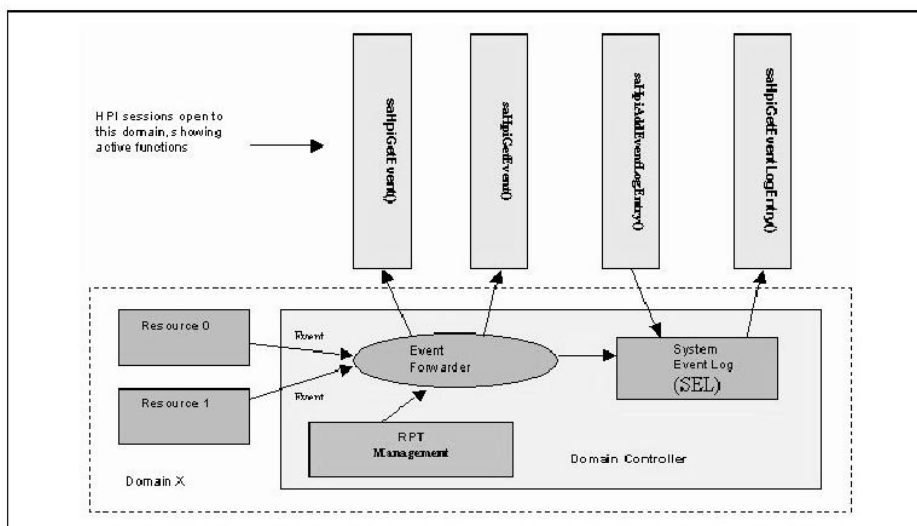 saHpiGetEvent()
saHpiGetEvent()
saHpiAddEventLogEntry()
saHpiGetEventLogEntry()
HPI sessions open to
this domain, showing
active functions
Resource 0
Event
Event
Forwarder
System
Event Log
(SEL)
Resource 1
Event
RPT
Management
Domain Controller
Domain X